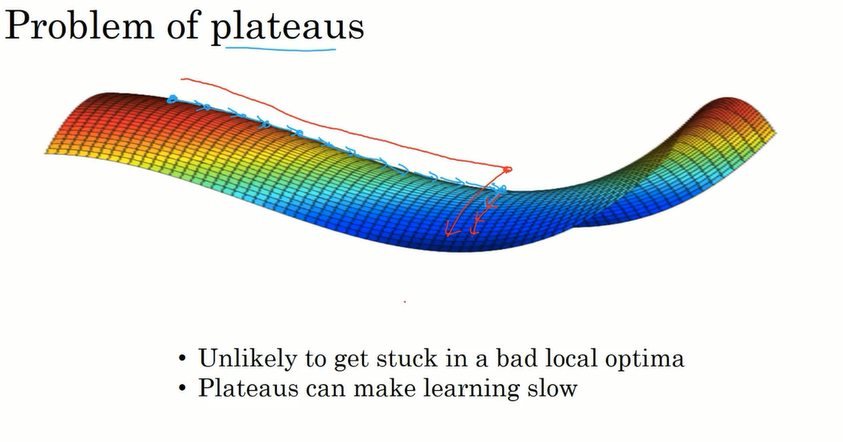 Problem of plateaus
• Unlikely to get stuck in a bad local optima
• Plateaus can make learning slow